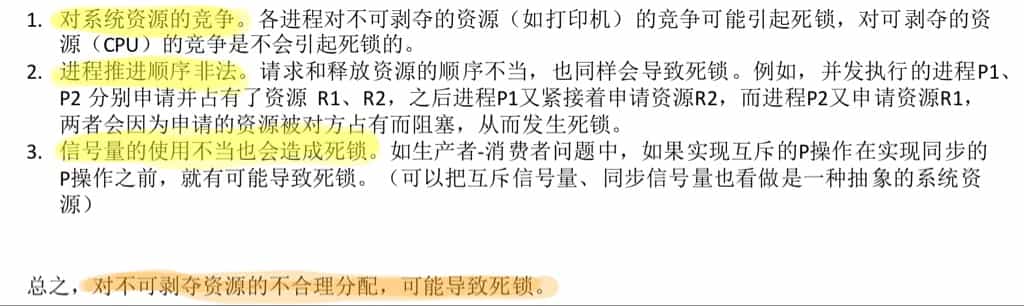 1. 对系统资源的竞争。各进程对不可剥夺的资源（如打印机）的竞争可能引起死锁，对可剥夺的资
源（CPU）的竞争是不会引起死锁的。
2. 进程推进顺序非法。请求和释放资源的顺序不当，也同样会导致死锁。例如，并发执行的进程P1、
P2 分别申请并占有了资源 R1、R2，之后进程P1又紧接着申请资源R2，而进程P2又申请资源R1，
两者会因为申请的资源被对方占有而阻塞，从而发生死锁。
3. 信号量的使用不当也会造成死锁。如生产者-消费者问题中，如果实现互斥的P操作在实现同步的
P操作之前，就有可能导致死锁。（可以把互斥信号量、同步信号量也看做是一种抽象的系统资
源）
总之，对不可剥夺资源的不合理分配，可能导致死锁。